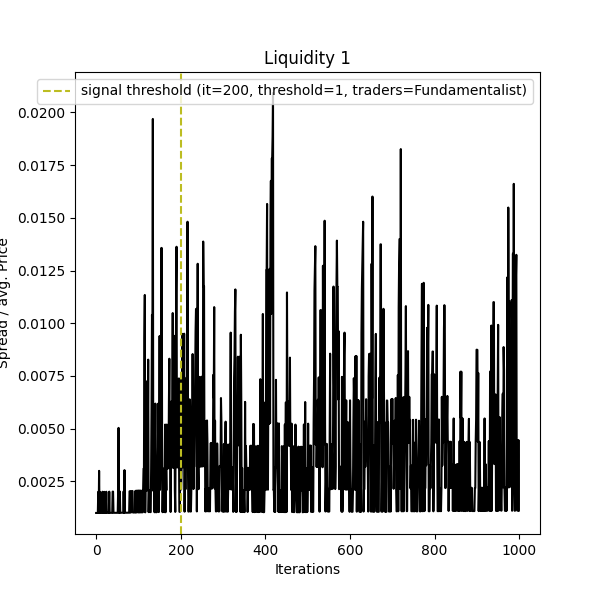 Liquidity 1
signal threshold (it=200, threshold=1, traders=Fundamentalist)
0.0200
0.0175
0.0150
0.0125
0.0100
0.0075
0.0050
0.0025
Spread / avg. Price
0 200 400 600 800 1000
Iterations